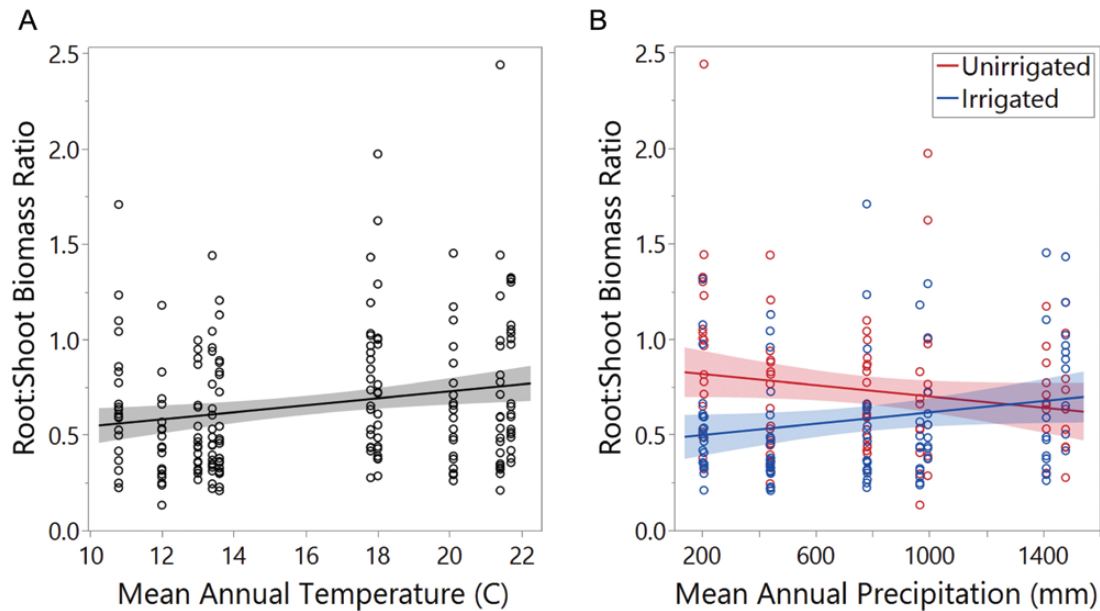 A
Root:Shoot Biomass Ratio
2.5
2.0
1.5
1.0
0.5
0.0
10 12 14 16 18 20 22
Mean Annual Temperature (C)
B
Root:Shoot Biomass Ratio
2.5
2.0
1.5
1.0
0.5
0.0
Unirrigated
Irrigated
200 600 1000 1400
Mean Annual Precipitation (mm)